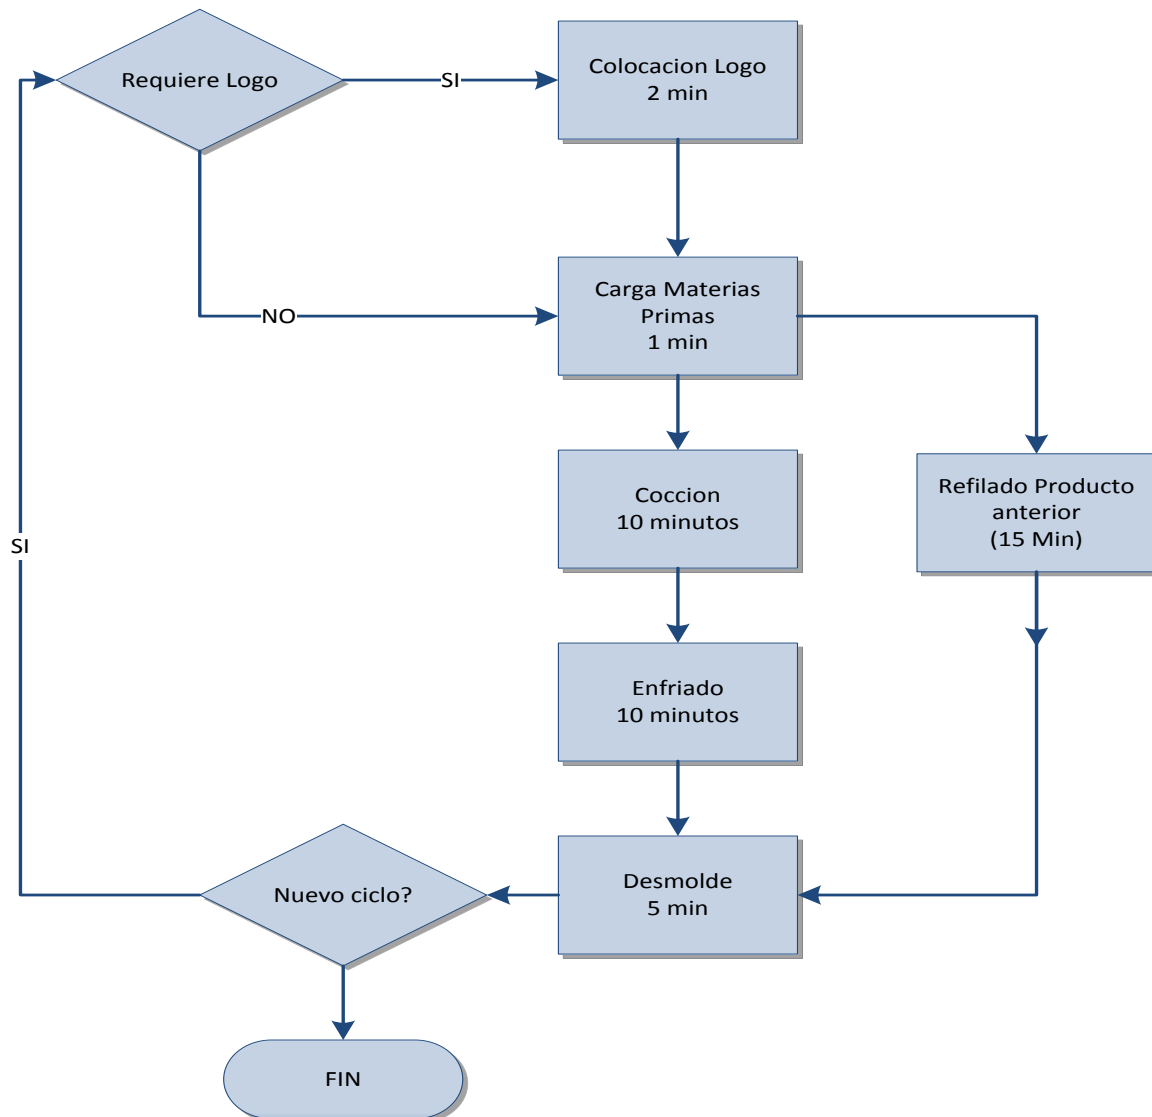 Requiere Logo
SI
Colocacion Logo
2 min
Carga Materias
Primas
1 min
NO
Coccion
10 minutos
Refilado Producto
anterior
(15 Min)
SI
Enfriado
10 minutos
Desmolde
5 min
Nuevo ciclo?
FIN